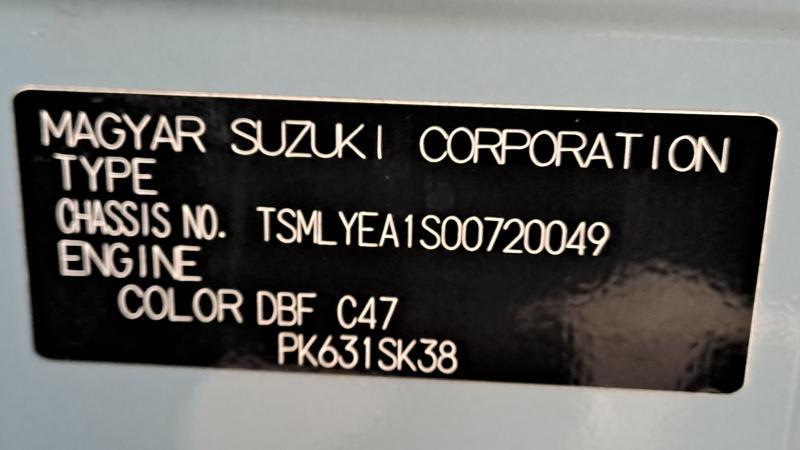 MAGYAR SUZUKI CORPORATION
TYPE
CHASSIS NO. TSMLYEA1S00720049
ENGINE
COLOR DBF C47
PK631SK38